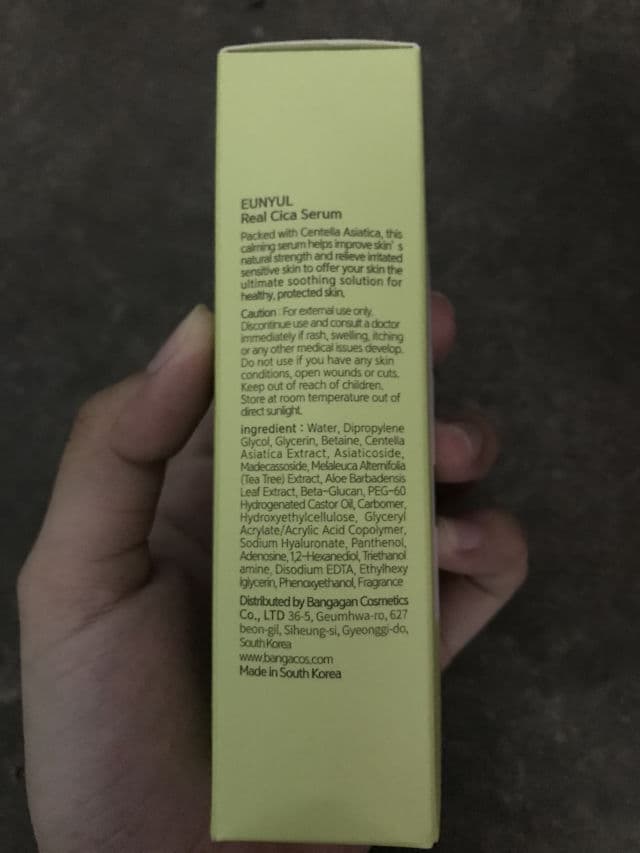 EUNYUL
Real Cica Serum
Packed with Centella Asiatica, this
calming serum helps improve skin's
natural strength and relieve irritated
sensitive skin to offer your skin the
ultimate soothing solution for
healthy, protected skin.
Caution : For external use only.
Discontinue use and consult a doctor
immediately if rash, swelling, itching
or any other medical issues develop.
Do not use if you have any skin
conditions, open wounds or cuts.
Keep out of reach of children.
Store at room temperature out of
direct sunlight.
ingredient : Water, Dipropylene
Glycol, Glycerin, Betaine, Centella
Asiatica Extract, Asiaticoside,
Madecassoside, Melaleuca Alternifolia
(Tea Tree) Extract, Aloe Barbadensis
Leaf Extract, Beta-Glucan, PEG-60
Hydrogenated Castor Oil, Carbomer,
Hydroxyethylcellulose, Glyceryl
Acrylate/Acrylic Acid Copolymer,
Sodium Hyaluronate, Panthenol,
Adenosine, 1,2-Hexanediol, Triethanol
amine, Disodium EDTA, Ethylhexy
lglycerin, Phenoxyethanol, Fragrance
Distributed by Bangagan Cosmetics
Co., LTD 36-5, Geumhwa-ro, 627
beon-gil, Siheung-si, Gyeonggi-do,
South Korea
www.bangacos.com
Made in South Korea